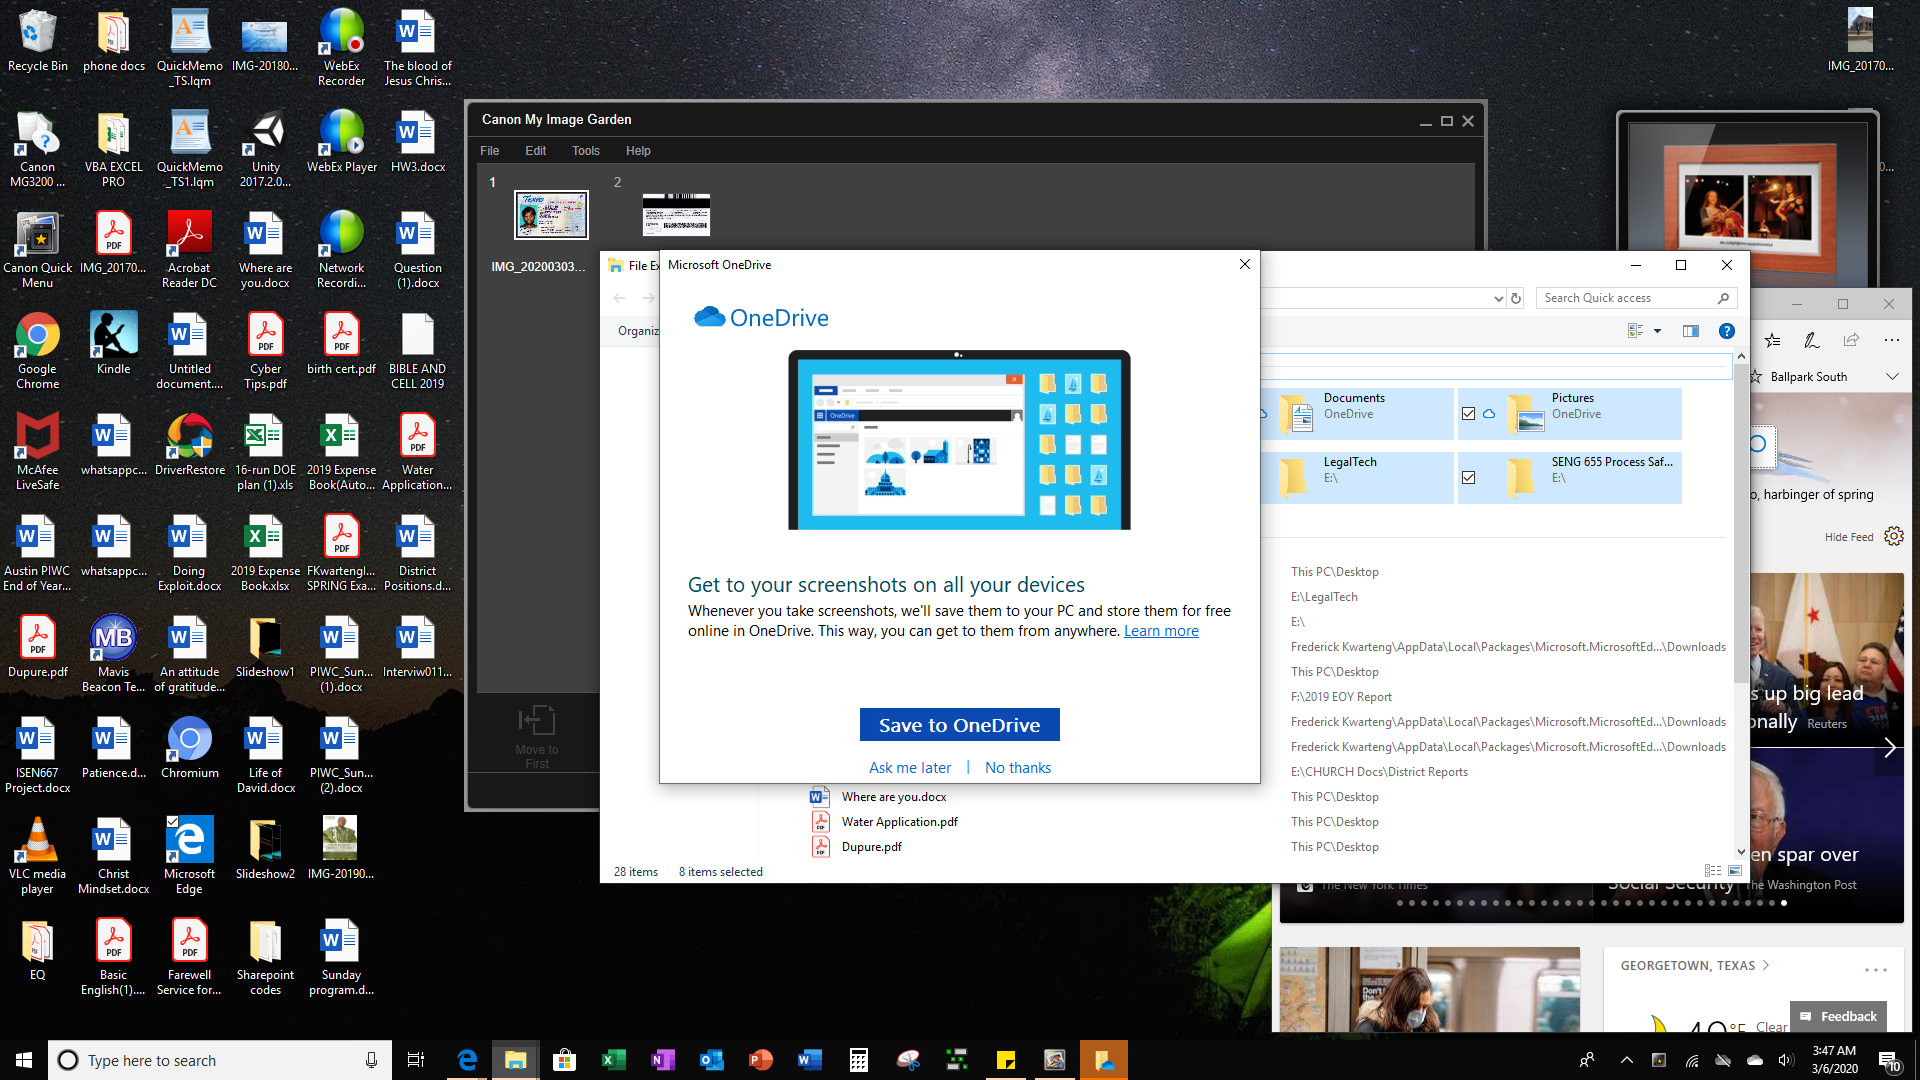 Recycle Bin
phone docs
QuickMemo
_TS.lqm
IMG-20180...
WebEx
Recorder
The blood of
Jesus Chris...
IMG_20170...
Canon
MG3200 ...
VBA EXCEL
PRO
QuickMemo
_TS1.lqm
Unity
2017.2.0...
WebEx Player
HW3.docx
Canon Quick
Menu
IMG_20170...
Acrobat
Reader DC
Where are
you.docx
Network
Recordi...
Question
(1).docx
Google
Chrome
Kindle
Untitled
document....
Cyber
Tips.pdf
birth cert.pdf
BIBLE AND
CELL 2019
McAfee
LiveSafe
whatsappc...
DriverRestore
16-run DOE
plan (1).xls
2019 Expense
Book(Auto...
Water
Application...
Austin PIWC
End of Year...
whatsappc...
Doing
Exploit.docx
2019 Expense
Book.xlsx
FKwartengl...
SPRING Exa...
District
Positions.d...
Dupure.pdf
Mavis
Beacon Te...
An attitude
of gratitude...
Slideshow1
PIWC_Sun...
(1).docx
Interviw011...
ISEN667
Project.docx
Patience.d...
Chromium
Life of
David.docx
PIWC_Sun...
(2).docx
VLC media
player
Christ
Mindset.docx
Microsoft
Edge
Slideshow2
IMG-20190...
EQ
Basic
English(1)....
Farewell
Service for...
Sharepoint
codes
Sunday
program.d...
Canon My Image Garden
File Edit Tools Help
1 2
IMG_20200303...
Move to
First
File Ex
Organiz
Microsoft OneDrive
OneDrive
OneDrive
Get to your screenshots on all your devices
Whenever you take screenshots, we'll save them to your PC and store them for free
online in OneDrive. This way, you can get to them from anywhere. Learn more
Save to OneDrive
Ask me later | No thanks
Search Quick access
Documents
OneDrive
Pictures
OneDrive
LegalTech
E:\
SENG 655 Process Saf...
E:\
This PC\Desktop
E:\LegalTech
E:\
Frederick Kwarteng\AppData\Local\Packages\Microsoft.MicrosoftEd...\Downloads
This PC\Desktop
F:\2019 EOY Report
Frederick Kwarteng\AppData\Local\Packages\Microsoft.MicrosoftEd...\Downloads
Frederick Kwarteng\AppData\Local\Packages\Microsoft.MicrosoftEd...\Downloads
E:\CHURCH Docs\District Reports
Where are you.docx This PC\Desktop
Water Application.pdf This PC\Desktop
Dupure.pdf This PC\Desktop
28 items 8 items selected
Ballpark South
o, harbinger of spring
Hide Feed
s up big lead
onally Reuters
en spar over
Social Security The Washington Post
The New York Times
GEORGETOWN, TEXAS
Clear
Feedback
Type here to search
3:47 AM
3/6/2020
10